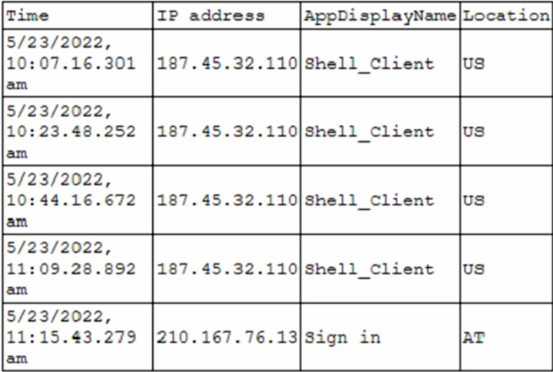 Time IP address AppDisplayName Location
5/23/2022,
10:07.16.301 187.45.32.110 Shell_Client US
am
5/23/2022,
10:23.48.252 187.45.32.110 Shell_Client US
am
5/23/2022,
10:44.16.672 187.45.32.110 Shell_Client US
am
5/23/2022,
11:09.28.892 187.45.32.110 Shell_Client US
am
5/23/2022,
11:15.43.279 210.167.76.13 Sign in AT
am